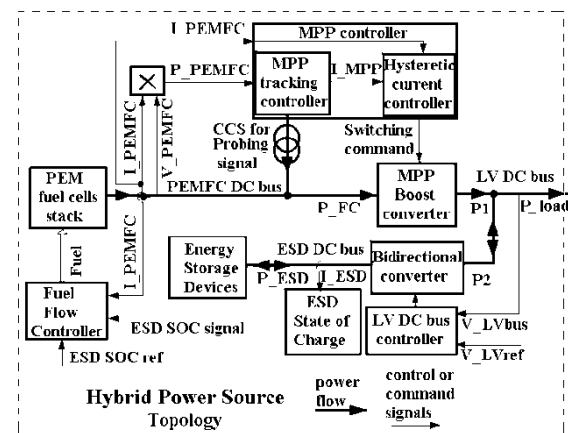 I_PEMFC
MPP controller
P_PEMFC
MPP
tracking
controller
I_MPP
Hysteretic
current
controller
I_PEMFC
V_PEMFC
CCS for
Probing
signal
Switching
command
PEM
fuel cells
stack
PEMFC DC bus
P_FC
MPP
Boost
converter
LV DC bus
P1
P_load
Fuel
I_PEMFC
Energy
Storage
Devices
ESD DC bus
P_ESD
I_ESD
Bidirectional
converter
P2
Fuel
Flow
Controller
ESD SOC signal
ESD SOC ref
ESD
State of
Charge
LV DC bus
controller
V_LVbus
V_LVref
Hybrid Power Source
Topology
power
flow
control or
command
signals